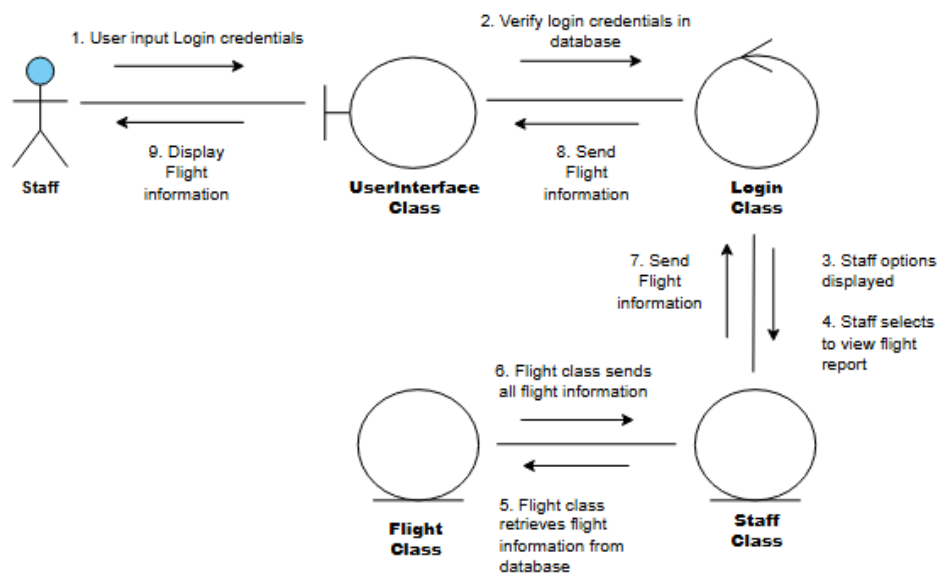 1. User input Login credentials
2. Verify login credentials in
database
9. Display
Flight
information
8. Send
Flight
information
Staff
UserInterface
Class
Login
Class
7. Send
Flight
information
3. Staff options
displayed
4. Staff selects
to view flight
report
6. Flight class sends
all flight information
5. Flight class
retrieves flight
information from
database
Flight
Class
Staff
Class